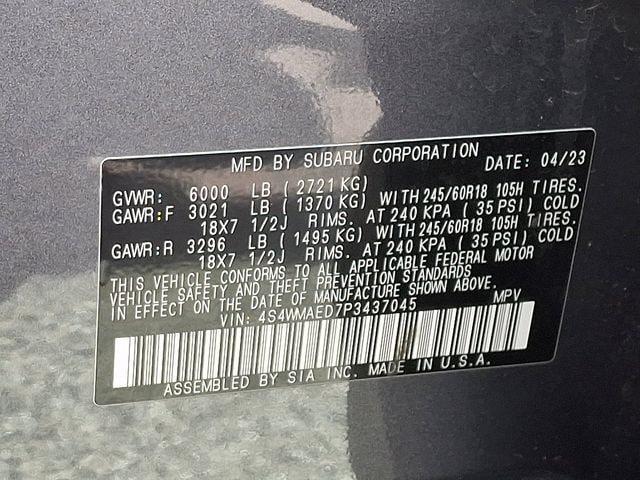 MFD BY SUBARU CORPORATION DATE: 04/23
GVWR: 6000 LB (2721 KG)
GAWR:F 3021 LB (1370 KG) WITH 245/60R18 105H TIRES.
18X7 1/2J RIMS. AT 240 KPA (35 PSI) COLD
GAWR:R 3296 LB (1495 KG) WITH 245/60R18 105H TIRES.
18X7 1/2J RIMS. AT 240 KPA (35 PSI) COLD
THIS VEHICLE CONFORMS TO ALL APPLICABLE FEDERAL MOTOR
VEHICLE SAFETY AND THEFT PREVENTION STANDARDS
IN EFFECT ON THE DATE OF MANUFACTURE SHOWN ABOVE.
VIN: 4S4WMAED7P3437045 MPV
ASSEMBLED BY SIA INC. MADE IN U.S.A.